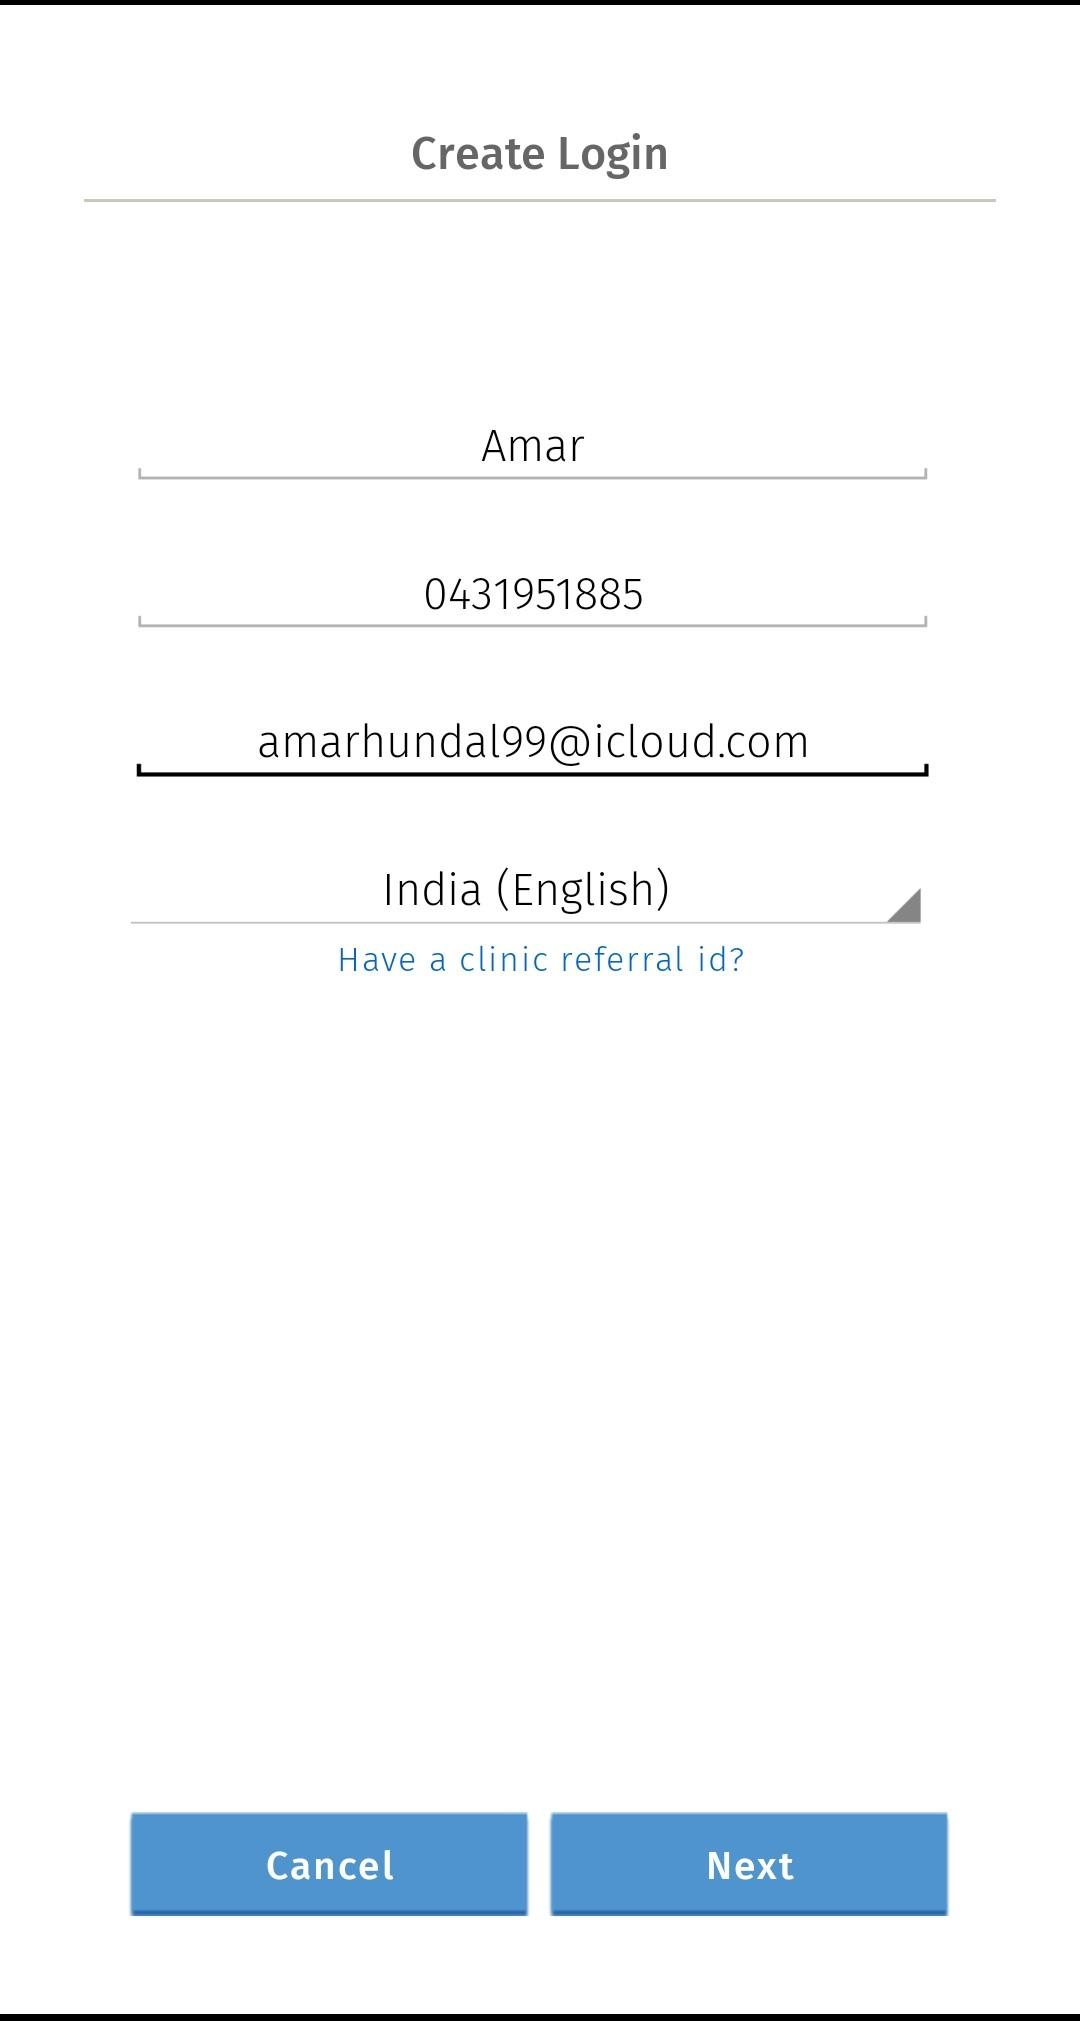 Create Login
Amar
0431951885
amarhundal99@icloud.com
India (English)
Have a clinic referral id?
Cancel
Next